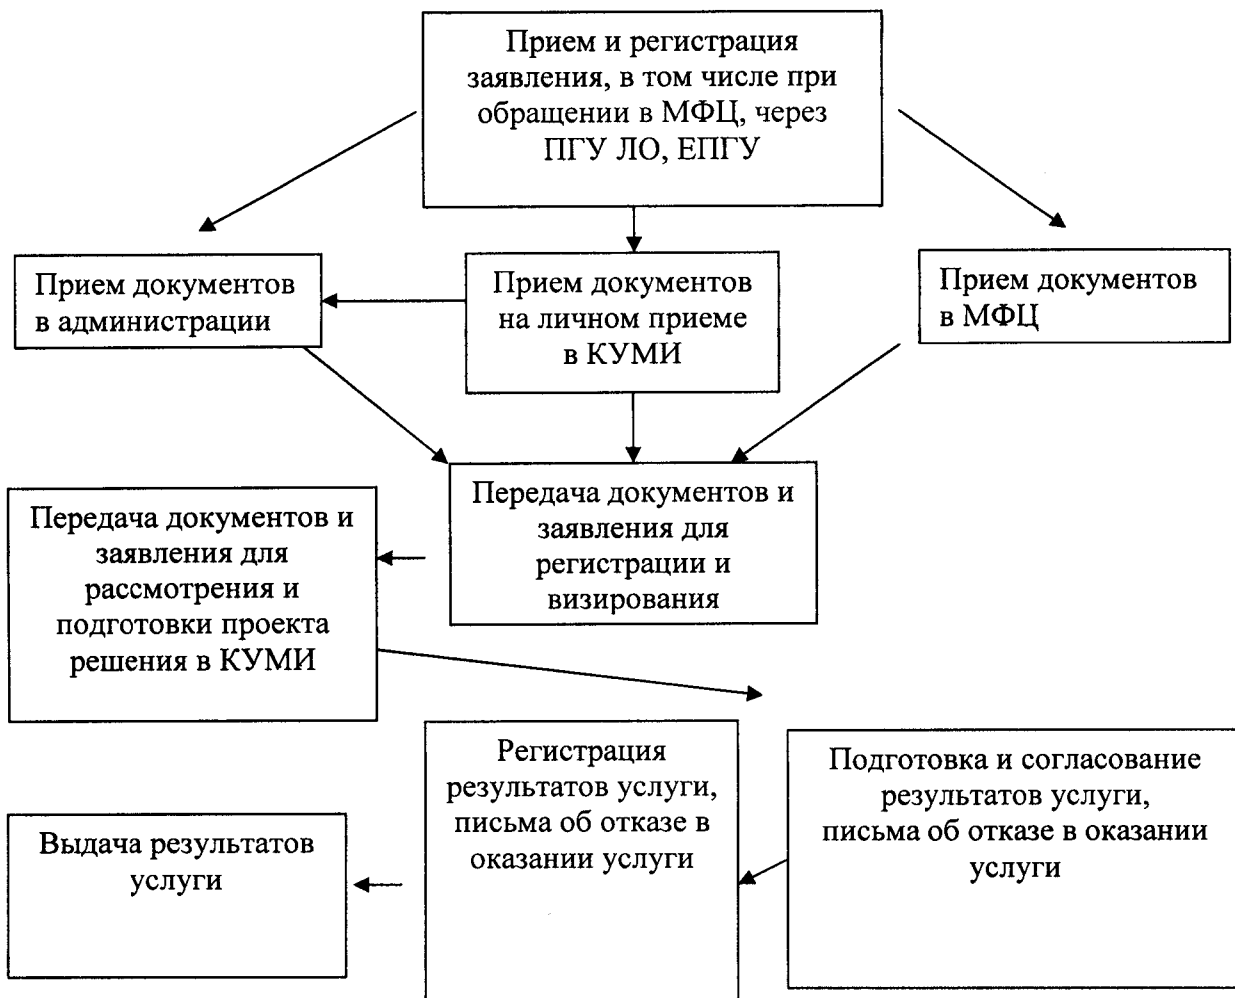 Прием и регистрация
заявления, в том числе при
обращении в МФЦ, через
ПГУ ЛО, ЕПГУ
Прием документов
в администрации
Прием документов
на личном приеме
в КУМИ
Прием документов
в МФЦ
Передача документов и
заявления для
регистрации и
визирования
Передача документов и
заявления для
рассмотрения и
подготовки проекта
решения в КУМИ
Регистрация
результатов услуги,
письма об отказе в
оказании услуги
Подготовка и согласование
результатов услуги,
письма об отказе в оказании
услуги
Выдача результатов
услуги